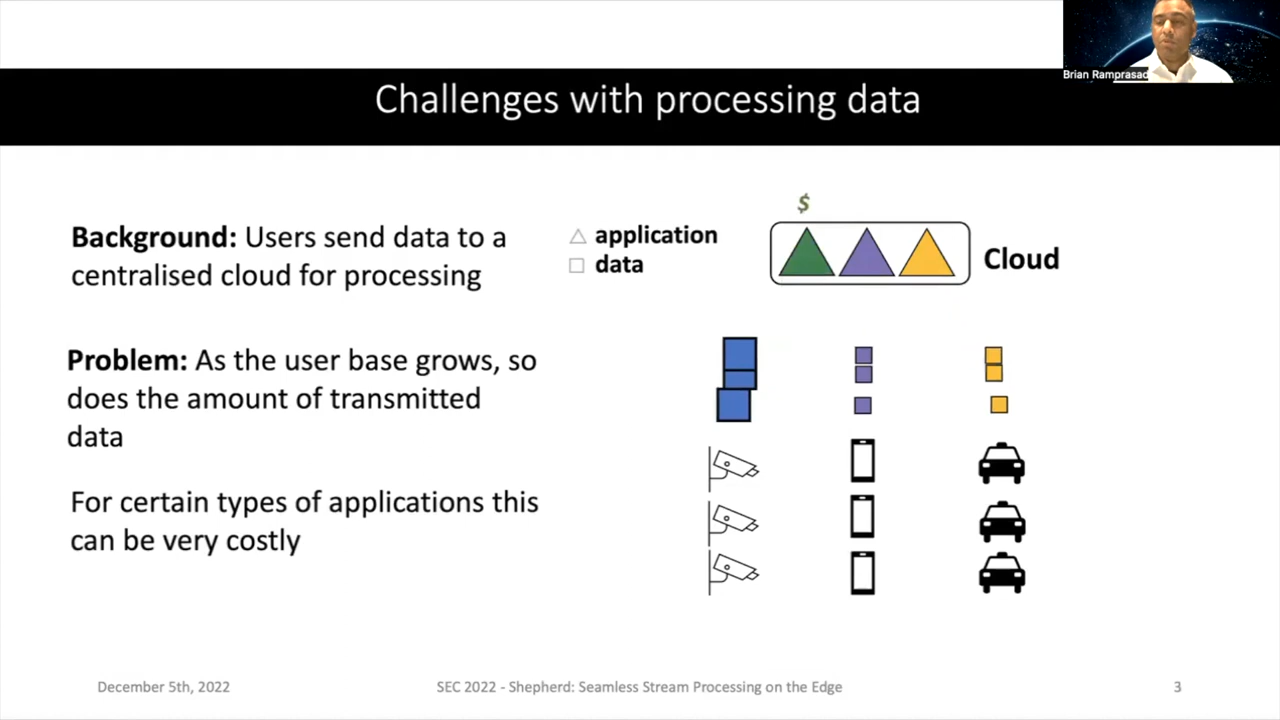 Brian Ramprasad
Challenges with processing data
$
Background: Users send data to a
centralised cloud for processing
application
data
Cloud
Problem: As the user base grows, so
does the amount of transmitted
data
For certain types of applications this
can be very costly
December 5th, 2022
SEC 2022 - Shepherd: Seamless Stream Processing on the Edge
3